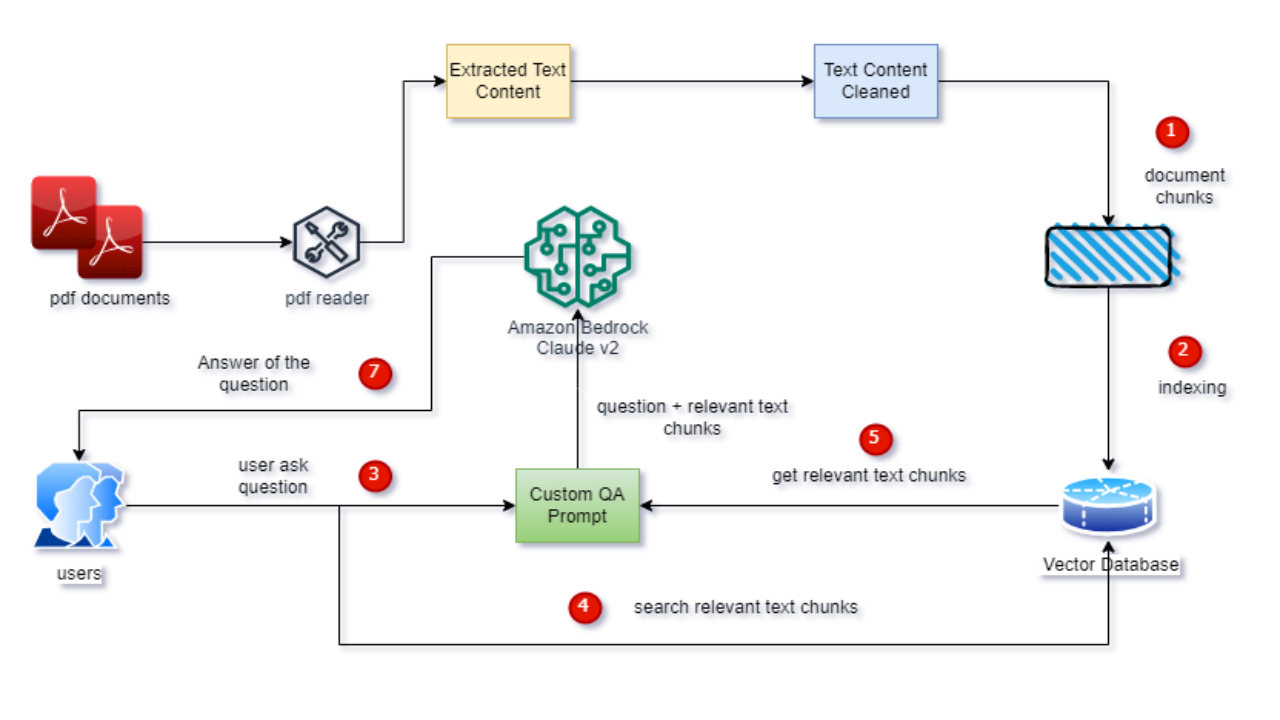 Extracted Text
Content
Text Content
Cleaned
1
document
chunks
pdf documents
pdf reader
Amazon Bedrock
Claude v2
2
indexing
Answer of the
question
7
question + relevant text
chunks
5
get relevant text chunks
user ask
question
3
Custom QA
Prompt
users
Vector Database
4
search relevant text chunks